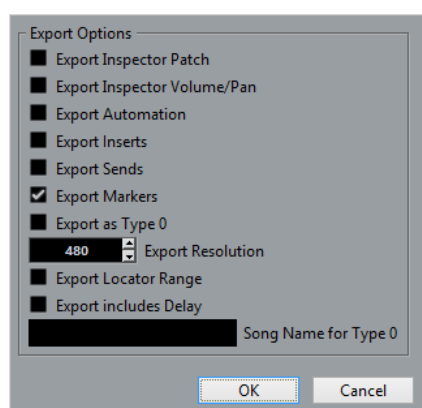 Export Options
Export Inspector Patch
Export Inspector Volume/Pan
Export Automation
Export Inserts
Export Sends
Export Markers
Export as Type 0
480 Export Resolution
Export Locator Range
Export includes Delay
Song Name for Type 0
OK Cancel